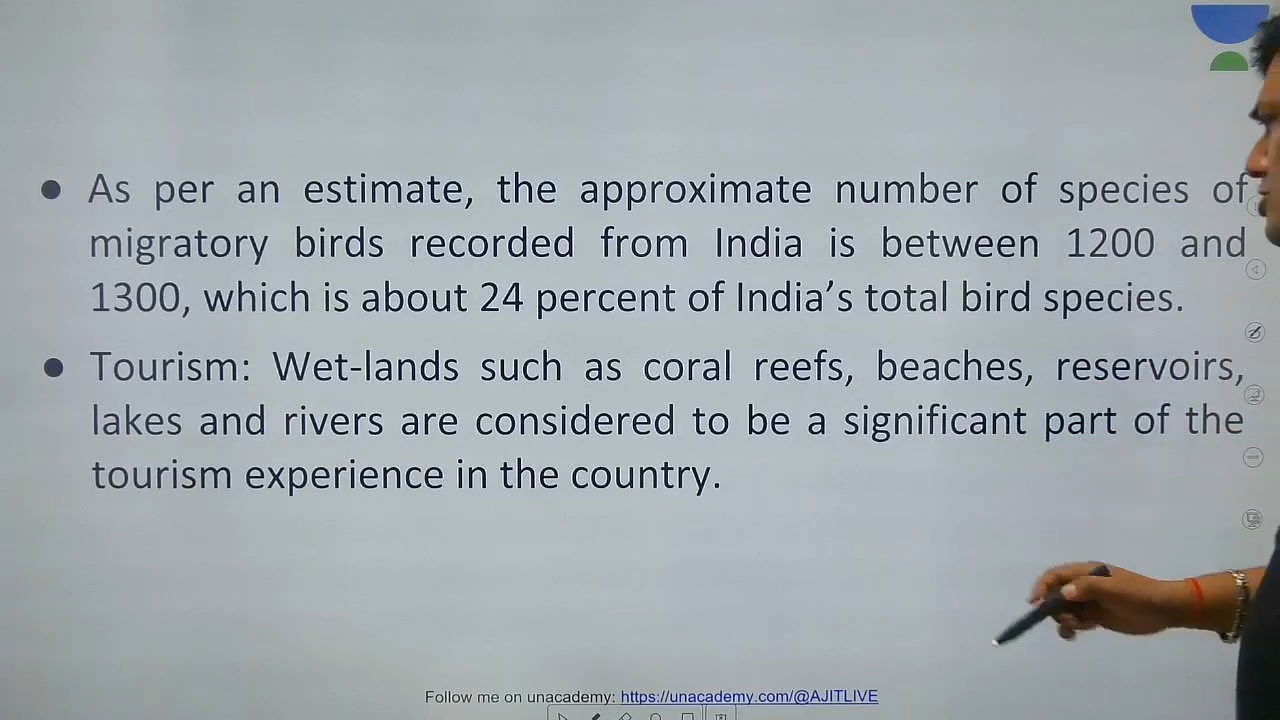 ● As per an estimate, the approximate number of species of
migratory birds recorded from India is between 1200 and
1300, which is about 24 percent of India's total bird species.
● Tourism: Wet-lands such as coral reefs, beaches, reservoirs,
lakes and rivers are considered to be a significant part of the
tourism experience in the country.
Follow me on unacademy: https://unacademy.com/@AJITLIVE